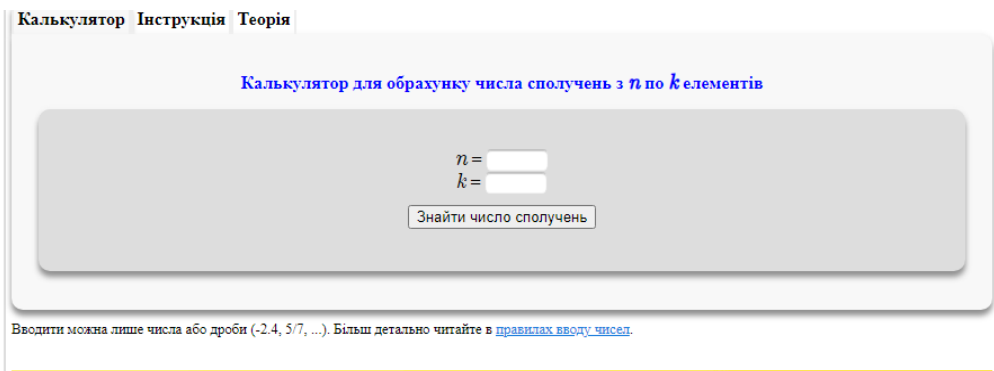 Калькулятор Інструкція Теорія
Калькулятор для обрахунку числа сполучень з n по k елементів
n =
k =
Знайти число сполучень
Вводити можна лише числа або дроби (-2.4, 5/7, ...). Більш детально читайте в правилах вводу чисел.